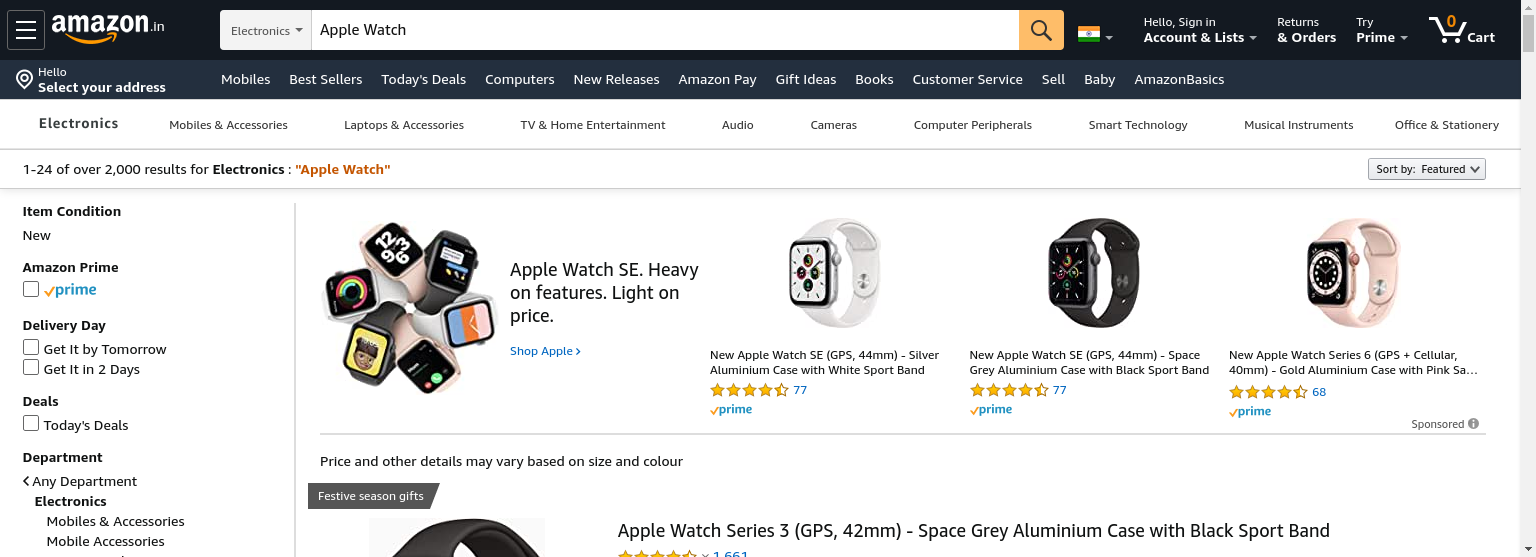 amazon.in
Electronics
Apple Watch
Hello, Sign in
Account & Lists
Returns
& Orders
Try
Prime
0
Cart
Hello
Select your address
Mobiles Best Sellers Today's Deals Computers New Releases Amazon Pay Gift Ideas Books Customer Service Sell Baby AmazonBasics
Electronics Mobiles & Accessories Laptops & Accessories TV & Home Entertainment Audio Cameras Computer Peripherals Smart Technology Musical Instruments Office & Stationery
1-24 of over 2,000 results for Electronics : "Apple Watch"
Sort by: Featured
Item Condition
New
Amazon Prime
prime
Delivery Day
Get It by Tomorrow
Get It in 2 Days
Deals
Today's Deals
Department
Any Department
Electronics
Mobiles & Accessories
Mobile Accessories
Apple Watch SE. Heavy
on features. Light on
price.
Shop Apple
New Apple Watch SE (GPS, 44mm) - Silver
Aluminium Case with White Sport Band
77
prime
New Apple Watch SE (GPS, 44mm) - Space
Grey Aluminium Case with Black Sport Band
77
prime
New Apple Watch Series 6 (GPS + Cellular,
40mm) - Gold Aluminium Case with Pink Sa...
68
prime
Sponsored
Price and other details may vary based on size and colour
Festive season gifts
Apple Watch Series 3 (GPS, 42mm) - Space Grey Aluminium Case with Black Sport Band
1,661